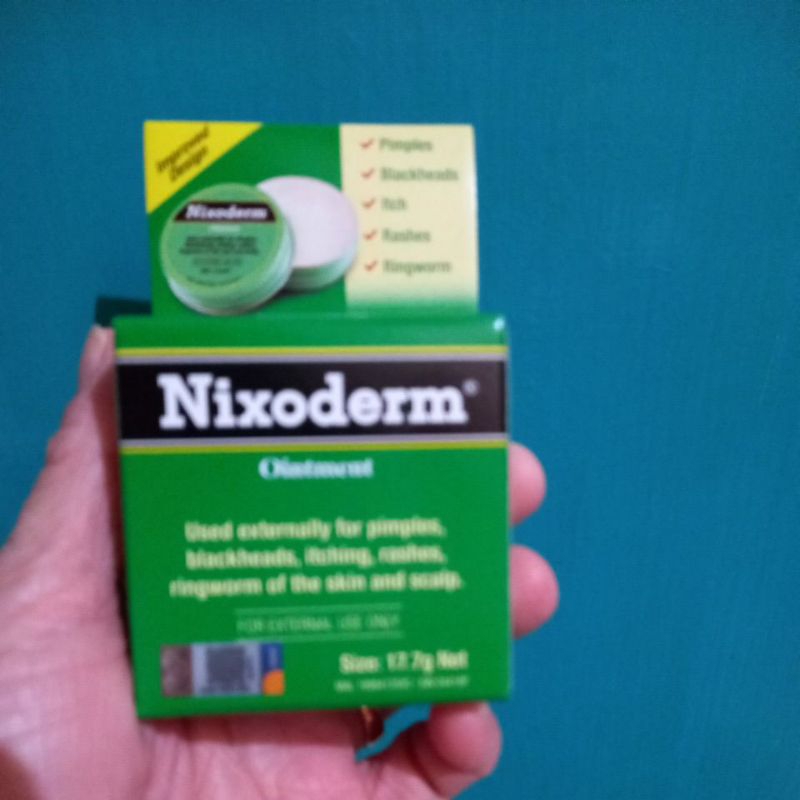 Improved
Design
Nixoderm
Pimples
Blackheads
Itch
Rashes
Ringworm
Nixoderm
Ointment
Used externally for pimples,
blackheads, itching, rashes,
ringworm of the skin and scalp.
FOR EXTERNAL USE ONLY
Size: 17.7g Net